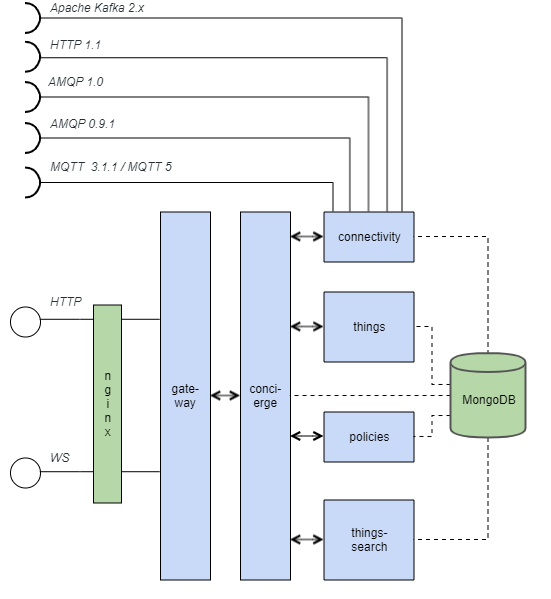 Apache Kafka 2.x
HTTP 1.1
AMQP 1.0
AMQP 0.9.1
MQTT 3.1.1 / MQTT 5
connectivity
HTTP
things
n
g
i
n
x
gate-
way
conci-
erge
MongoDB
policies
WS
things-
search